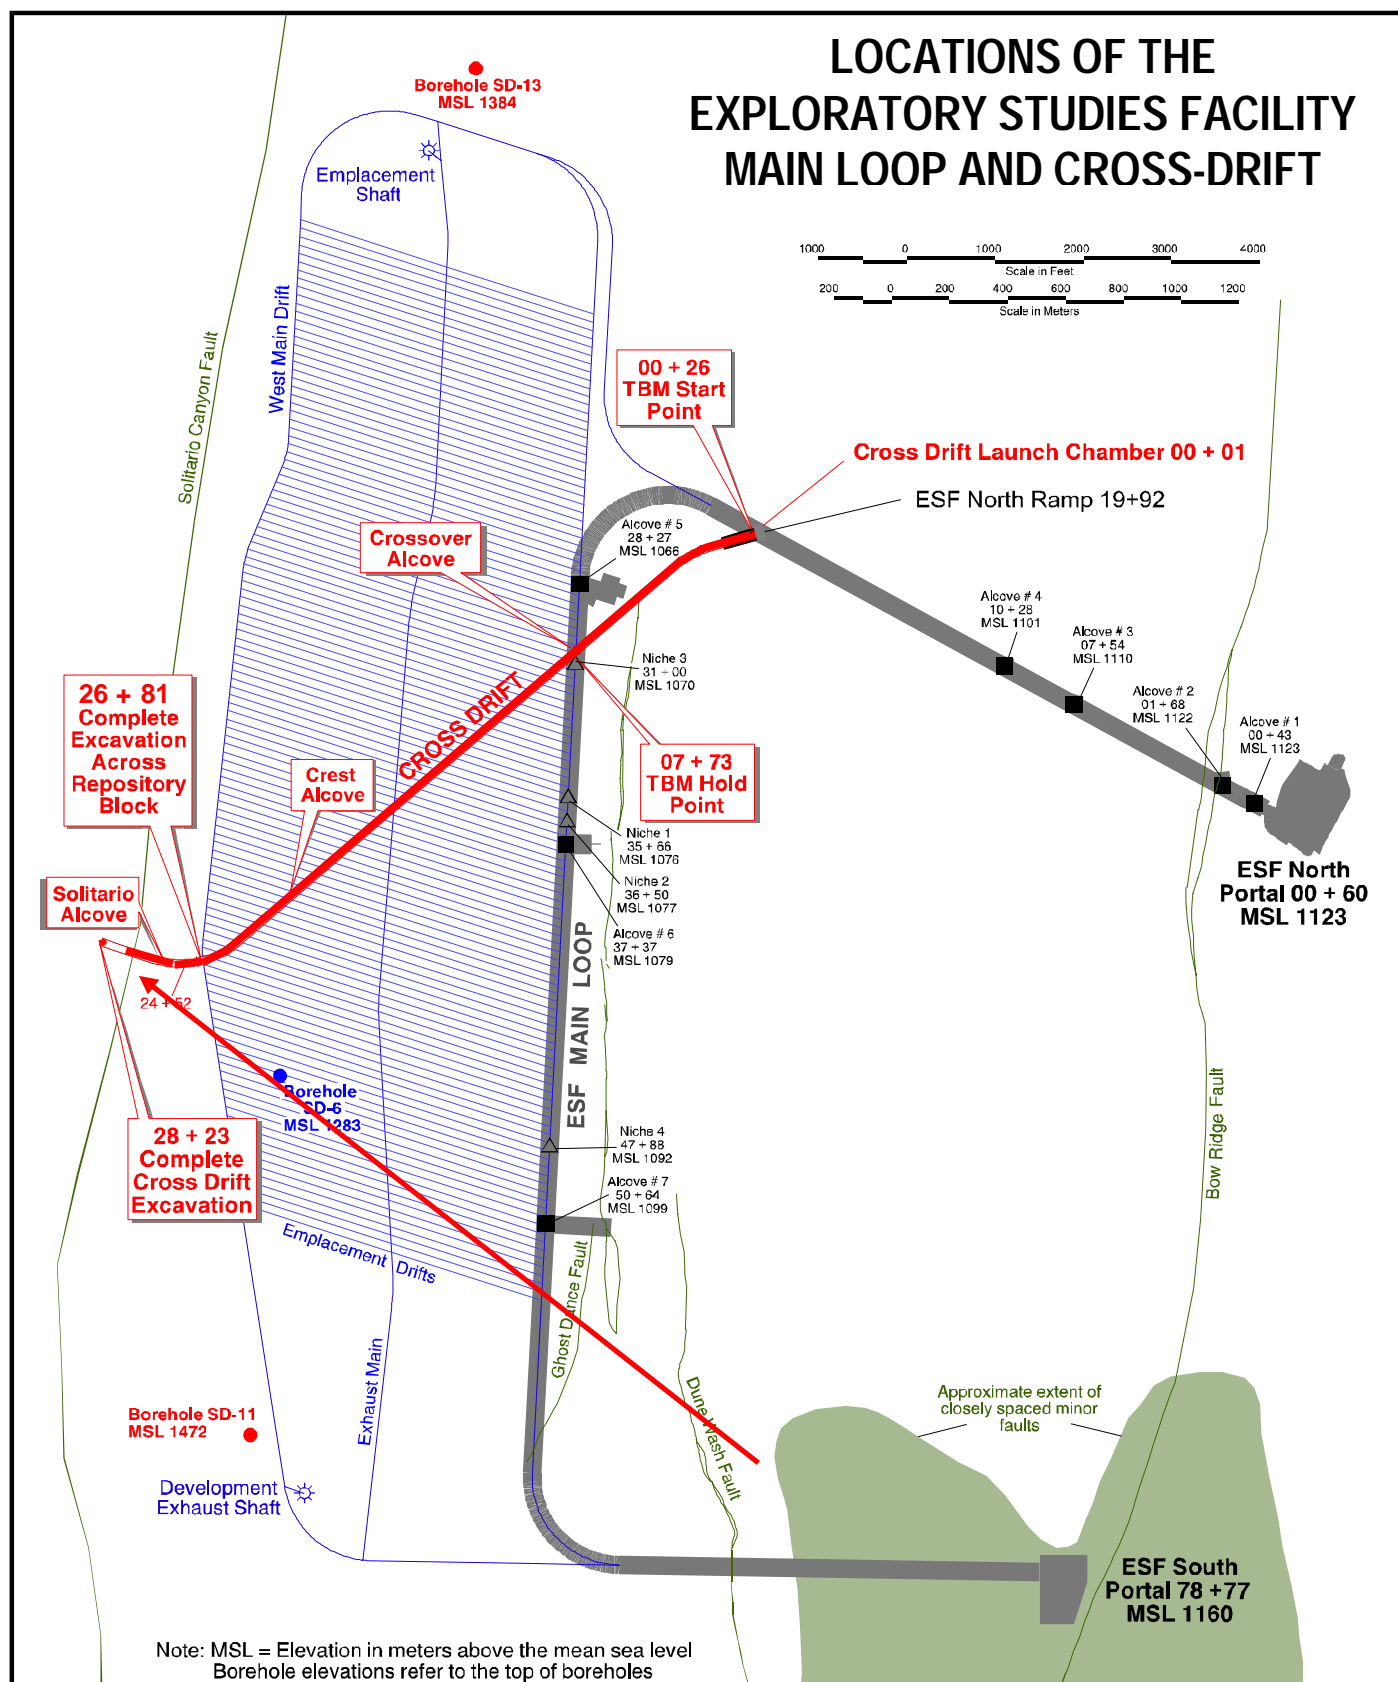 LOCATIONS OF THE
EXPLORATORY STUDIES FACILITY
MAIN LOOP AND CROSS-DRIFT
Borehole SD-13
MSL 1384
Emplacement
Shaft
1000 0 1000 2000 3000 4000
Scale in Feet
200 0 200 400 600 800 1000 1200
Scale in Meters
West Main Drift
Solitario Canyon Fault
00 + 26
TBM Start
Point
Cross Drift Launch Chamber 00 + 01
ESF North Ramp 19+92
Crossover
Alcove
Alcove # 5
28 + 27
MSL 1066
Alcove # 4
10 + 28
MSL 1101
Alcove # 3
07 + 54
MSL 1110
Alcove # 2
01 + 68
MSL 1122
Alcove # 1
00 + 43
MSL 1123
Niche 3
31 + 00
MSL 1070
CROSS DRIFT
26 + 81
Complete
Excavation
Across
Repository
Block
Crest
Alcove
07 + 73
TBM Hold
Point
Niche 1
35 + 66
MSL 1076
Niche 2
36 + 50
MSL 1077
Alcove # 6
37 + 37
MSL 1079
ESF North
Portal 00 + 60
MSL 1123
Solitario
Alcove
24 + 52
ESF MAIN LOOP
Borehole
SD-6
MSL 1283
28 + 23
Complete
Cross Drift
Excavation
Niche 4
47 + 88
MSL 1092
Alcove # 7
50 + 64
MSL 1099
Bow Ridge Fault
Emplacement Drifts
Ghost Dance Fault
Exhaust Main
Dune Wash Fault
Approximate extent of
closely spaced minor
faults
Borehole SD-11
MSL 1472
Development
Exhaust Shaft
ESF South
Portal 78 +77
MSL 1160
Note: MSL = Elevation in meters above the mean sea level
Borehole elevations refer to the top of boreholes